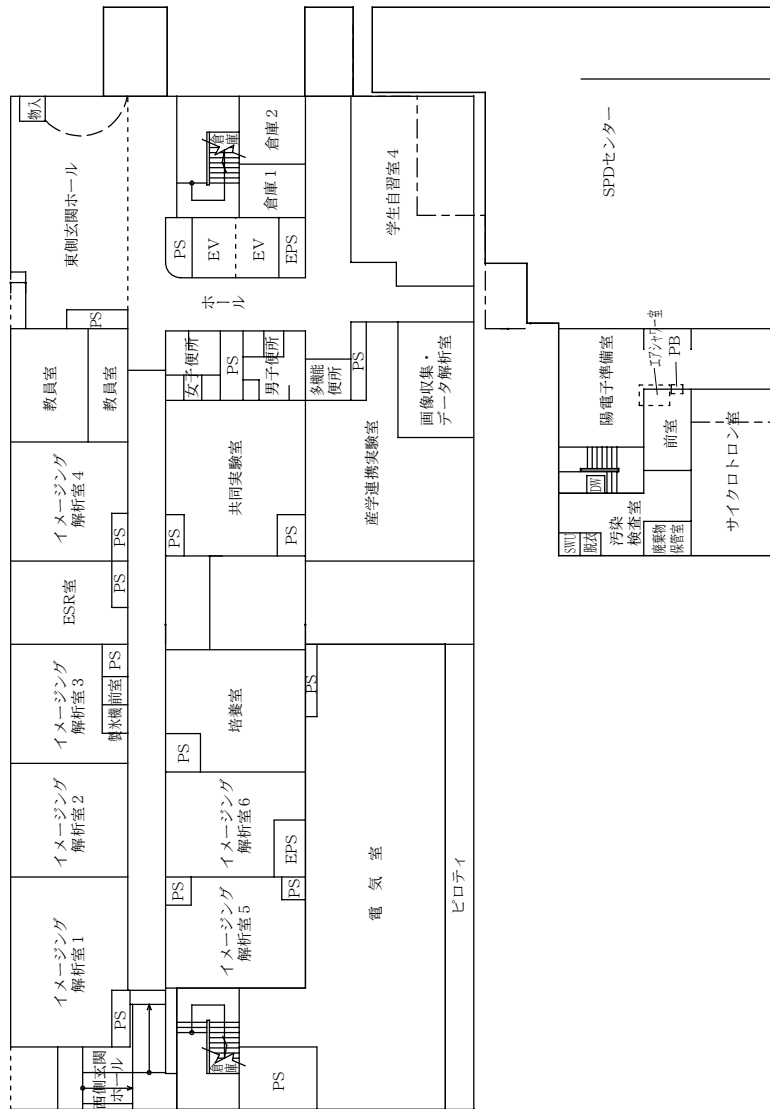 物入
東側玄関ホール
PS
教員室
教員室
イメージング
解析室4
PS
ESR室
PS
イメージング
解析室3
PS
前室
製氷機
イメージング
解析室2
イメージング
解析室1
PS
西側玄関
ホール
倉庫
倉庫2
倉庫1
PS
EV
EV
EPS
ホール
女子便所
PS
男子便所
多機能
便所
PS
共同実験室
PS
PS
培養室
PS
PS
イメージング
解析室6
EPS
イメージング
解析室5
PS
PS
倉庫
PS
学生自習室4
画像収集・
データ解析室
産学連携実験室
電気室
ピロティ
SPDセンター
陽電子準備室
エアシャワー室
PB
前室
DW
汚染
検査室
SWU
脱衣
廃棄物
保管室
サイクロトロン室